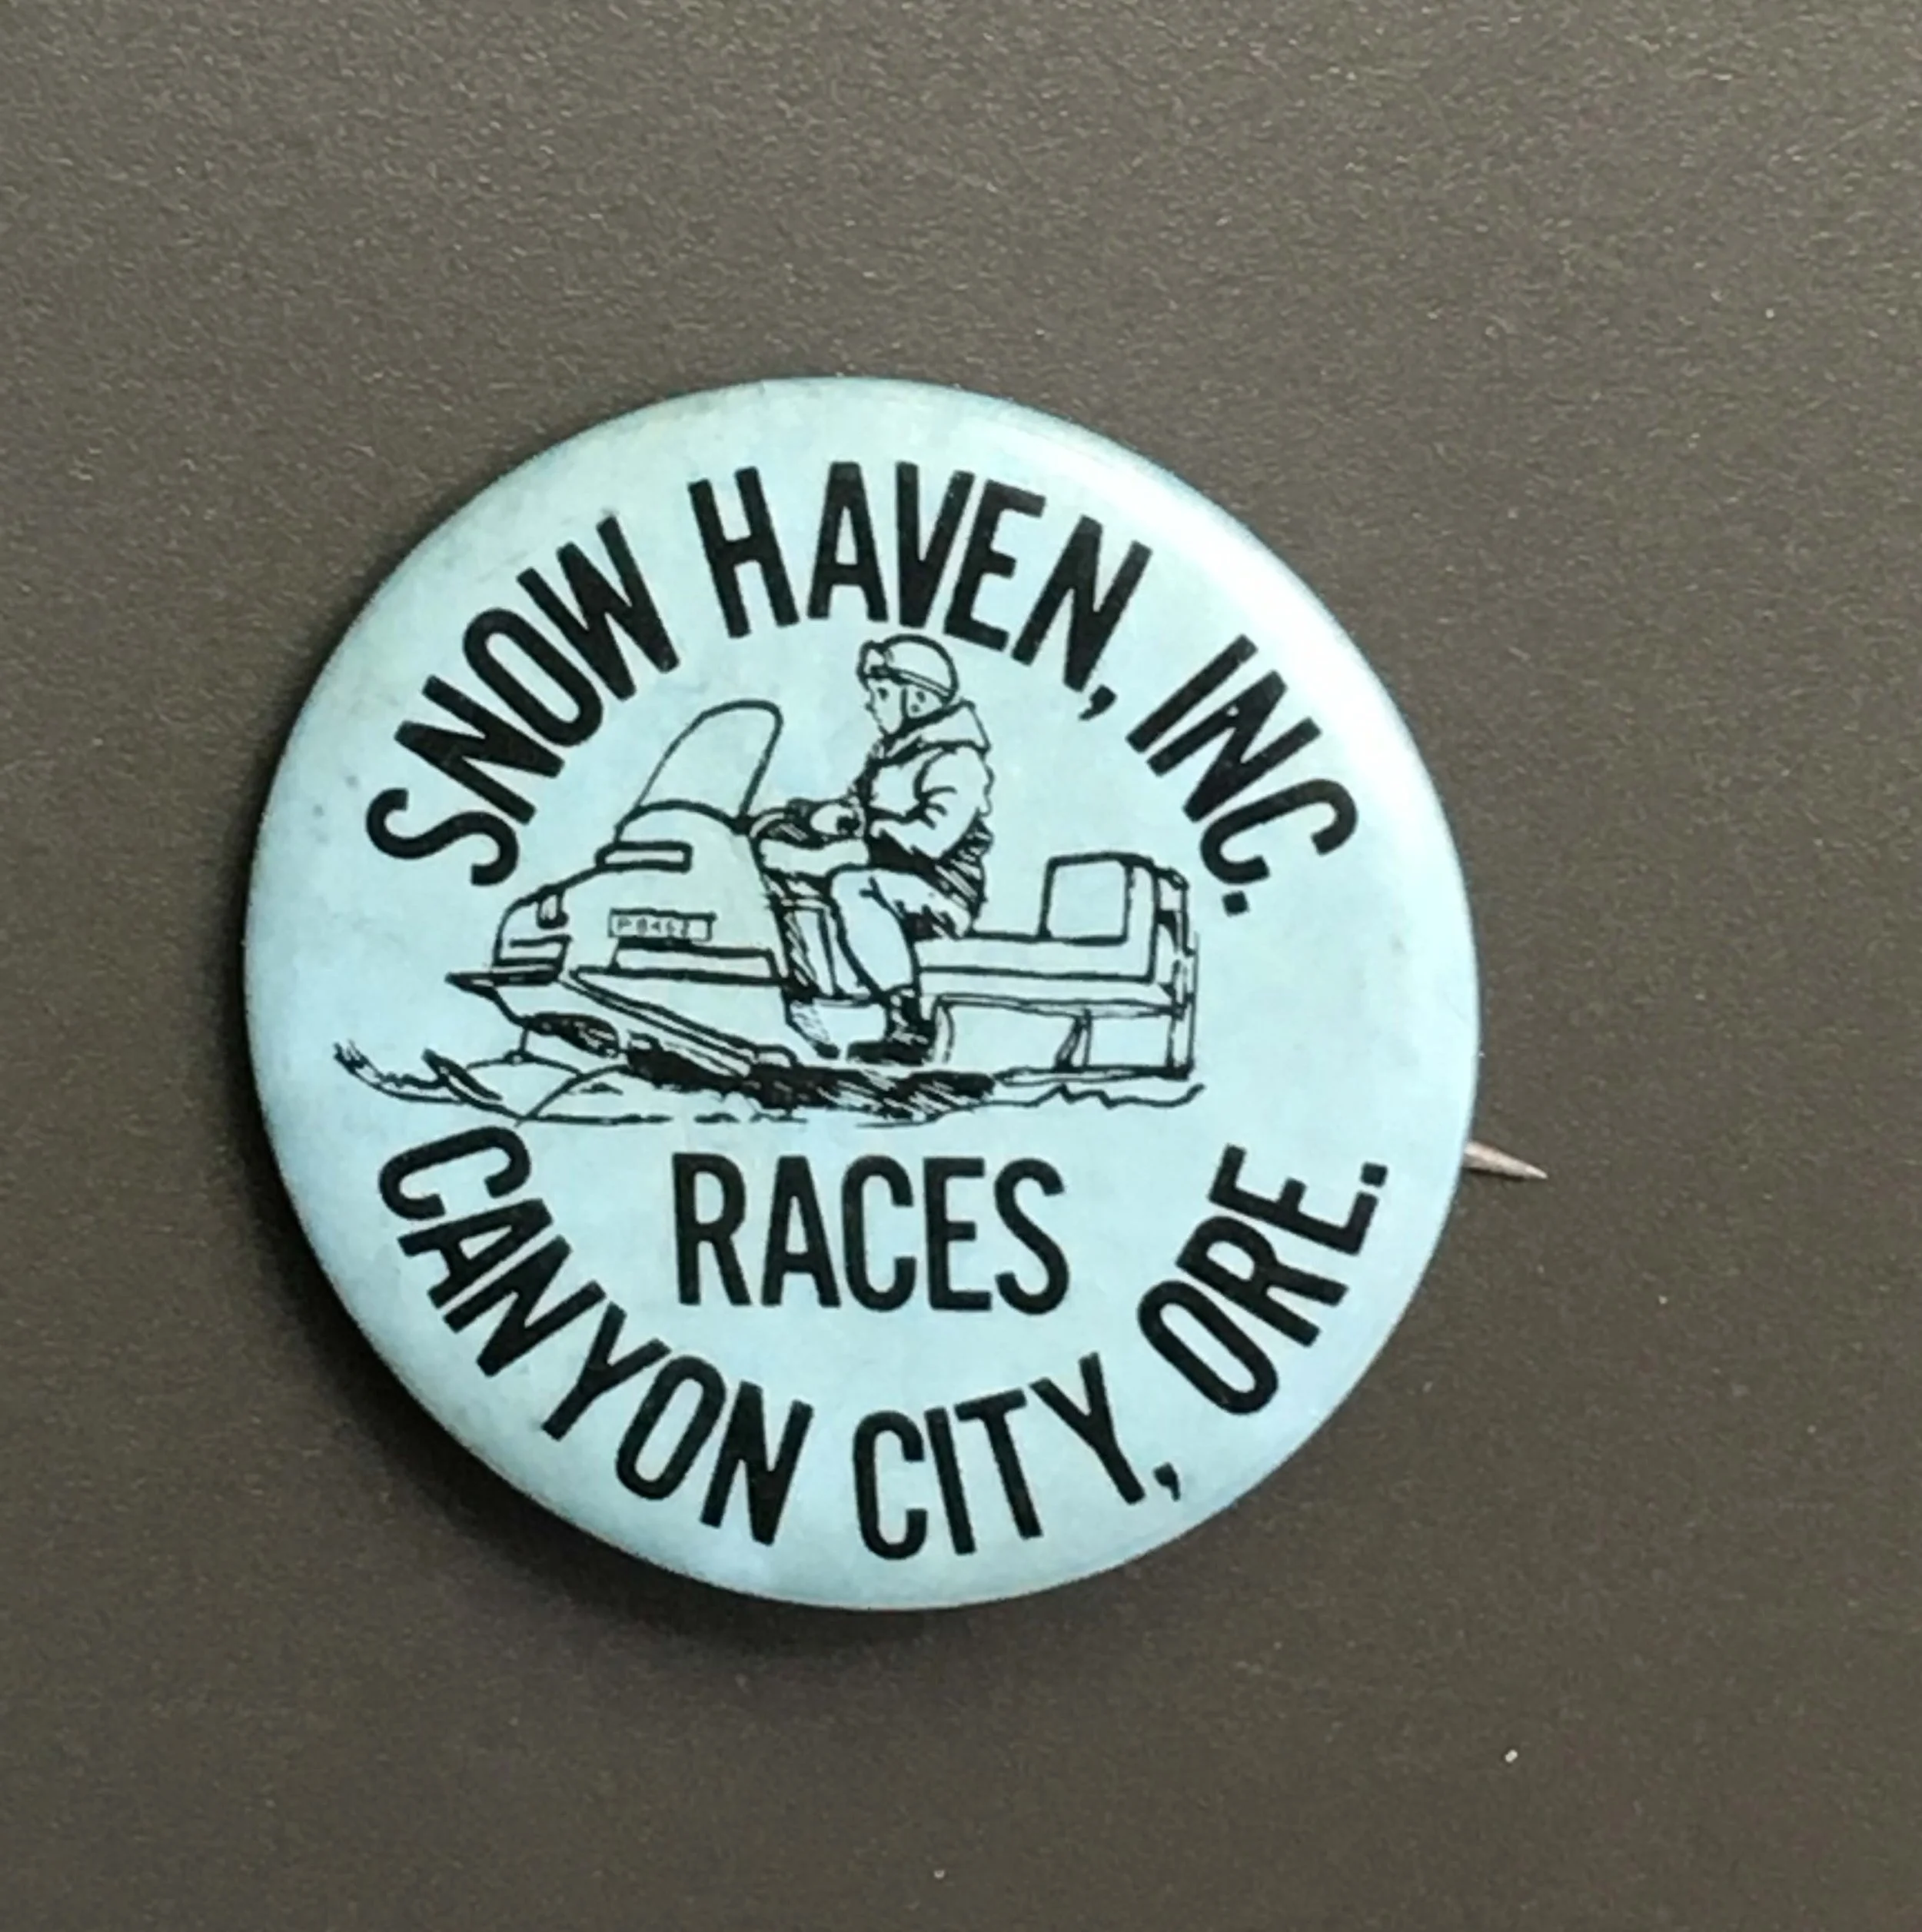 SNOW HAVEN, INC.
RACES
CANYON CITY, ORE.